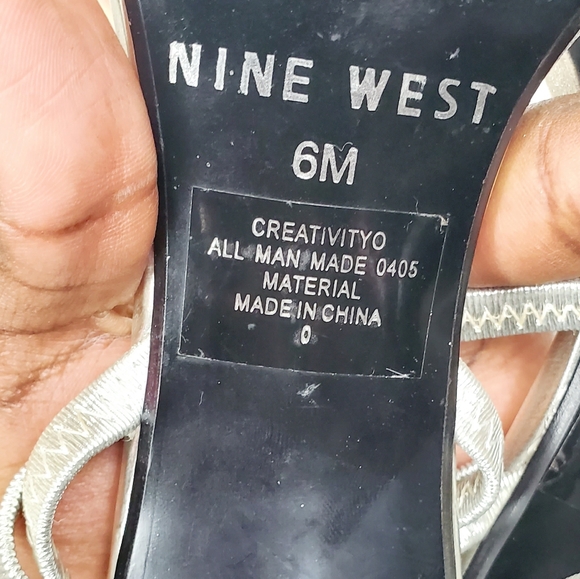 NINE WEST
6M
CREATIVITYO
ALL MAN MADE 0405
MATERIAL
MADE IN CHINA
0